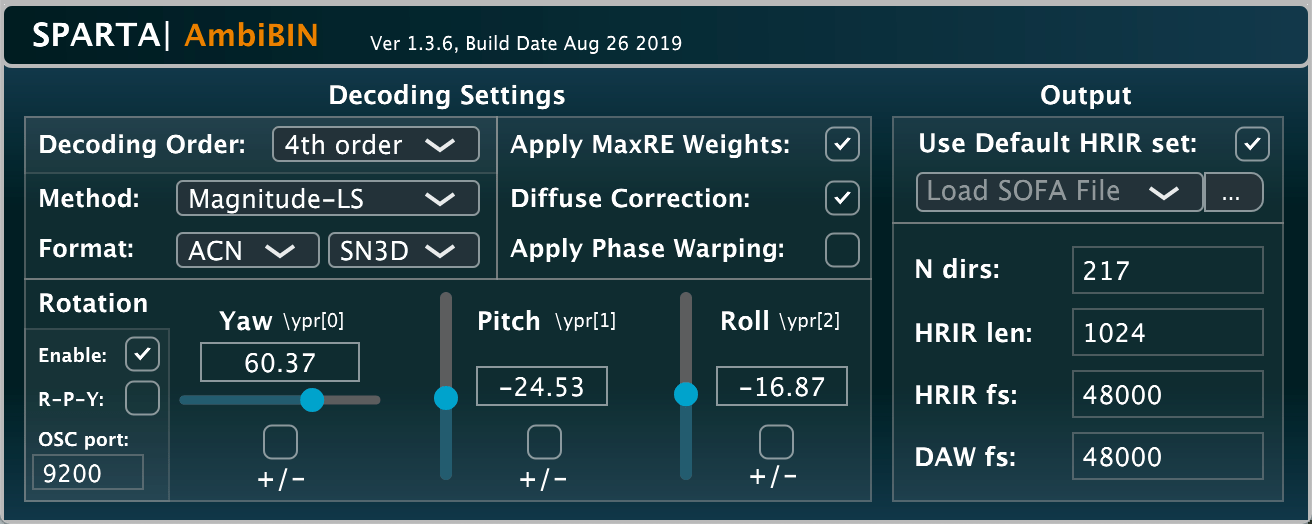 SPARTA| AmbiBIN Ver 1.3.6, Build Date Aug 26 2019
Decoding Settings
Decoding Order: 4th order
Method: Magnitude-LS
Format: ACN SN3D
Apply MaxRE Weights:
Diffuse Correction:
Apply Phase Warping:
Rotation
Enable:
R-P-Y:
OSC port:
9200
Yaw \ypr[0]
60.37
+/-
Pitch \ypr[1]
-24.53
+/-
Roll \ypr[2]
-16.87
+/-
Output
Use Default HRIR set:
Load SOFA File ...
N dirs: 217
HRIR len: 1024
HRIR fs: 48000
DAW fs: 48000